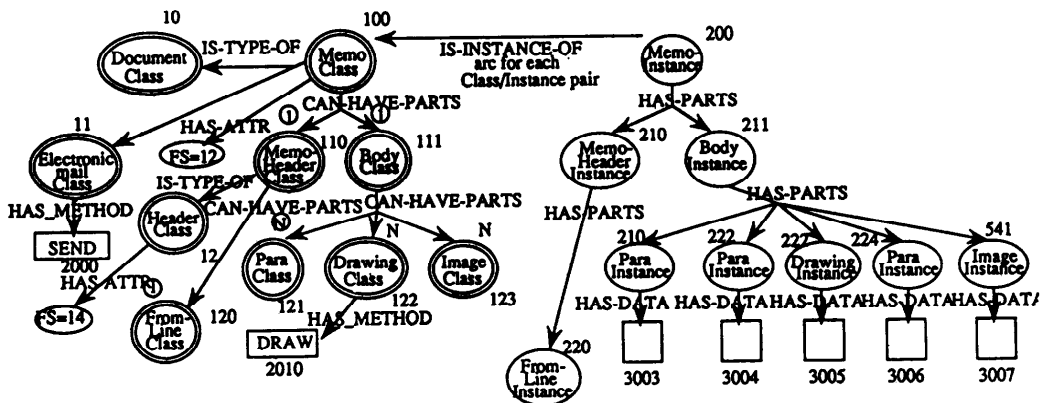 10
100
200
Document
Class
IS-TYPE-OF
Memo
Class
IS-INSTANCE-OF
arc for each
Class/Instance pair
Memo-
Instance
HAS-PARTS
11
HAS-ATTR
1
CAN-HAVE-PARTS
1
210
211
Electronic
mail
Class
FS=12
110
Memo-
Header
Class
Body
Class
111
Memo-
Header
Instance
Body
Instance
IS-TYPE-OF
HAS_METHOD
CAN-HAVE-PARTS
CAN-HAVE-PARTS
HAS-PARTS
HAS-PARTS
SEND
2000
Header
Class
12
N
N
N
Para
Class
121
Drawing
Class
122
Image
Class
123
210
222
222
224
541
Para
Instance
Para
Instance
Drawing
Instance
Para
Instance
Image
Instance
HAS-ATTR
1
HAS_METHOD
HAS-DATA
HAS-DATA
HAS-DATA
HAS-DATA
HAS-DATA
FS=14
From-
Line
Class
120
DRAW
2010
220
From-
Line
Instance
3003
3004
3005
3006
3007